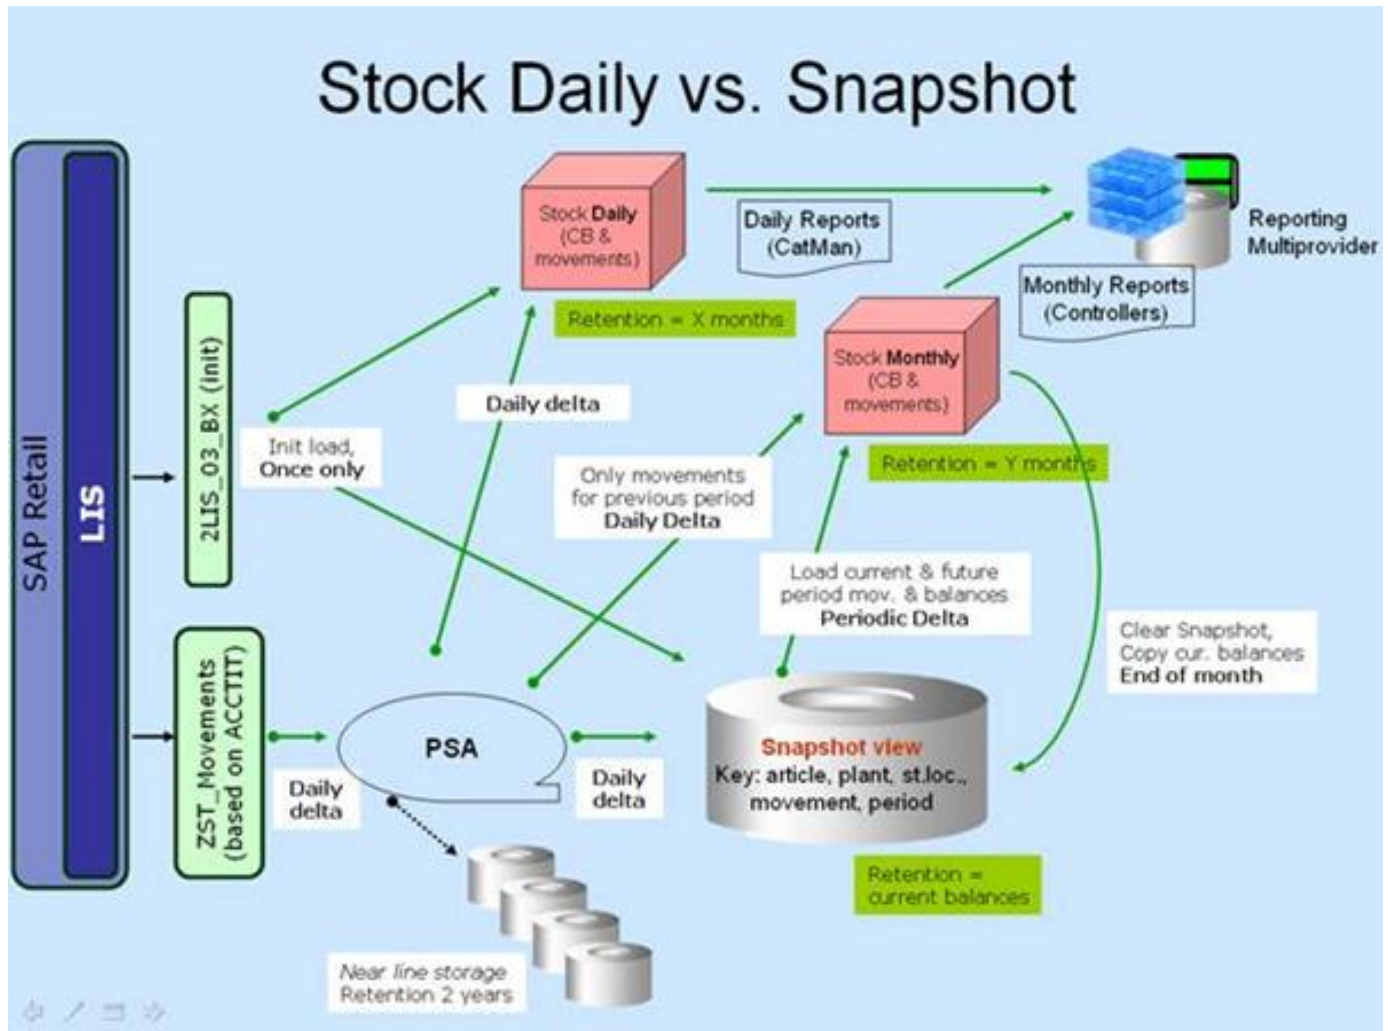 Stock Daily vs. Snapshot
SAP Retail
LIS
2LIS_03_BX (init)
ZST_Movements
(based on ACCTIT)
Init load,
Once only
Stock Daily
(CB &
movements)
Retention = X months
Daily Reports
(CatMan)
Reporting
Multiprovider
Monthly Reports
(Controllers)
Stock Monthly
(CB &
movements)
Retention = Y months
Daily delta
Only movements
for previous period
Daily Delta
Load current & future
period mov. & balances
Periodic Delta
Clear Snapshot,
Copy cur. balances
End of month
Daily
delta
PSA
Daily
delta
Snapshot view
Key: article, plant, st.loc.,
movement, period
Retention =
current balances
Near line storage
Retention 2 years